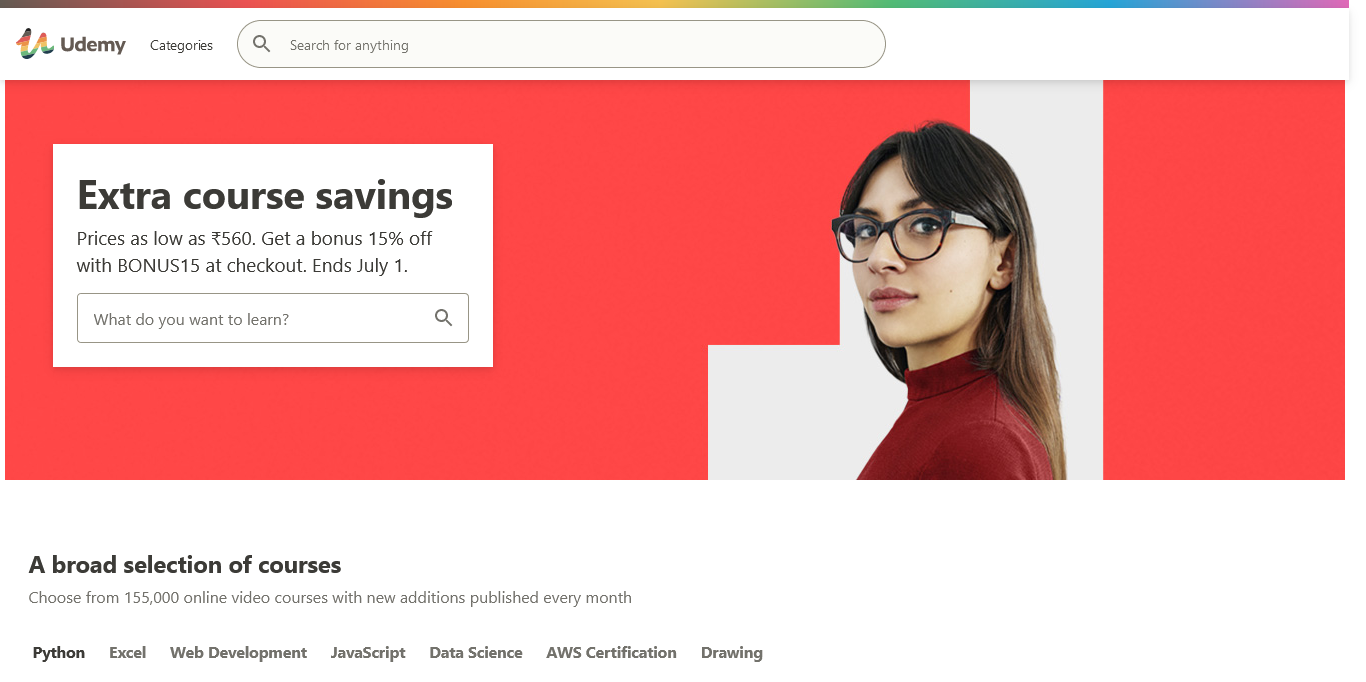 Udemy
Categories
Search for anything
Extra course savings
Prices as low as ₹560. Get a bonus 15% off
with BONUS15 at checkout. Ends July 1.
What do you want to learn?
A broad selection of courses
Choose from 155,000 online video courses with new additions published every month
Python Excel Web Development JavaScript Data Science AWS Certification Drawing